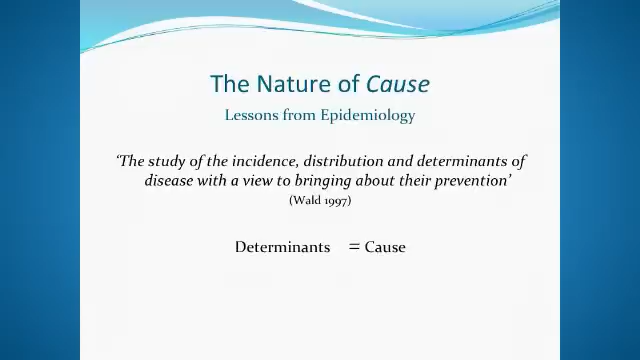 The Nature of Cause
Lessons from Epidemiology
‘The study of the incidence, distribution and determinants of
disease with a view to bringing about their prevention’
(Wald 1997)
Determinants = Cause